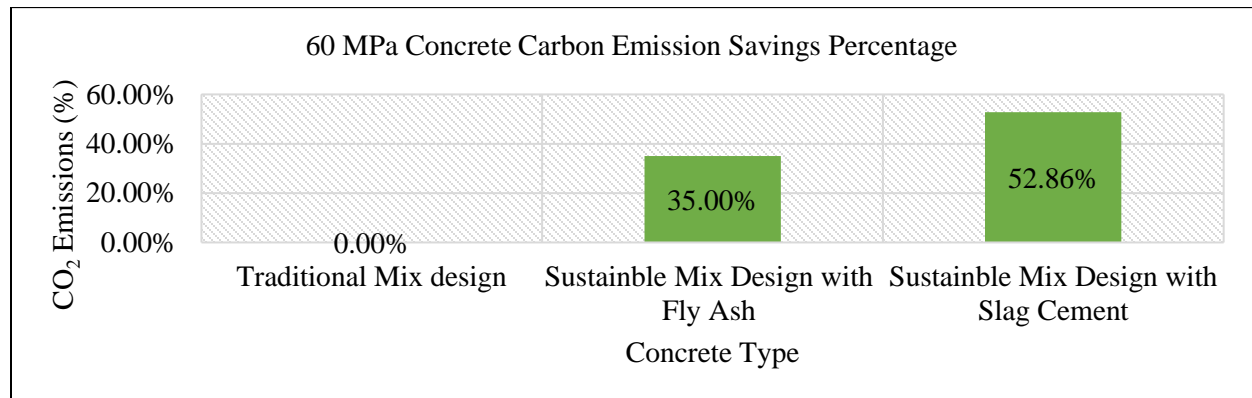 60 MPa Concrete Carbon Emission Savings Percentage
CO₂ Emissions (%)
60.00%
40.00%
20.00%
0.00%
0.00%
35.00%
52.86%
Traditional Mix design
Sustainble Mix Design with
Fly Ash
Sustainble Mix Design with
Slag Cement
Concrete Type